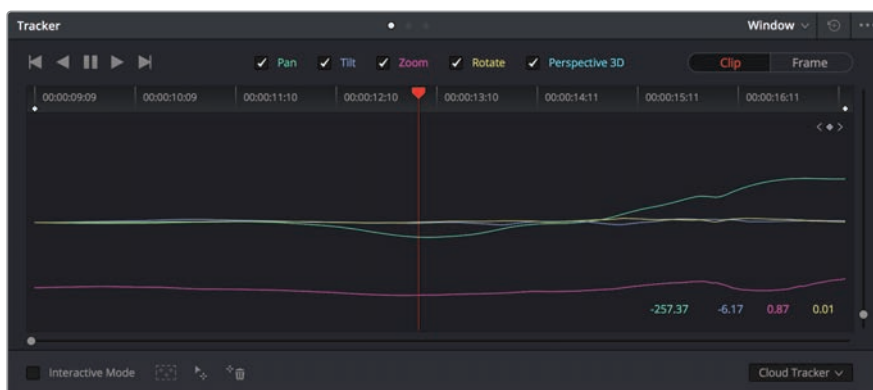 Tracker
Window
Pan Tilt Zoom Rotate Perspective 3D Clip Frame
00:00:09:09 00:00:10:09 00:00:11:10 00:00:12:10 00:00:13:10 00:00:14:11 00:00:15:11 00:00:16:11
-257.37 -6.17 0.87 0.01
Interactive Mode Cloud Tracker